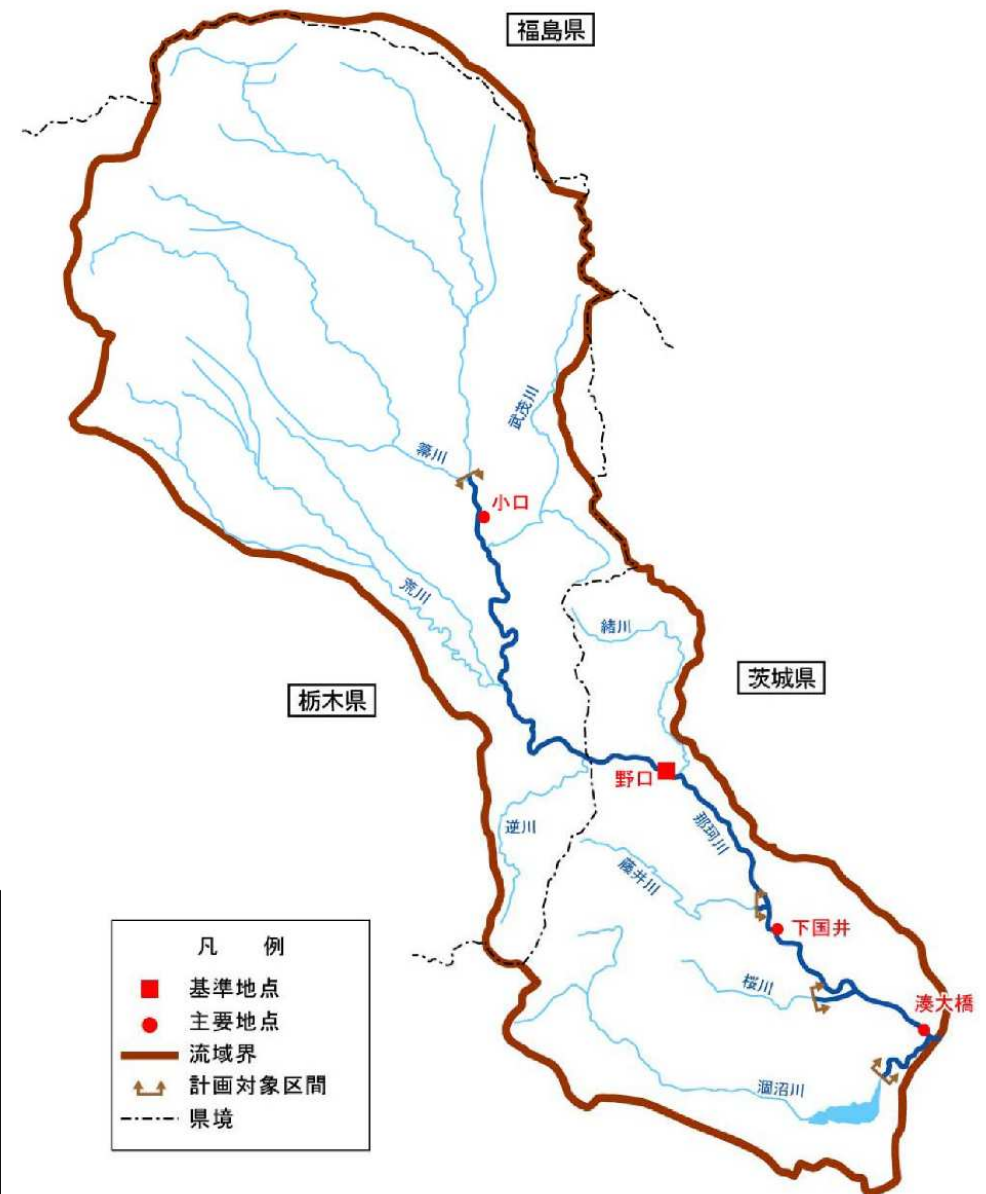 福島県
武茂川
箒川
小口
荒川
緒川
茨城県
栃木県
野口
那珂川
逆川
藤井川
下国井
桜川
湊大橋
涸沼川
凡 例
基準地点
主要地点
流域界
計画対象区間
県境